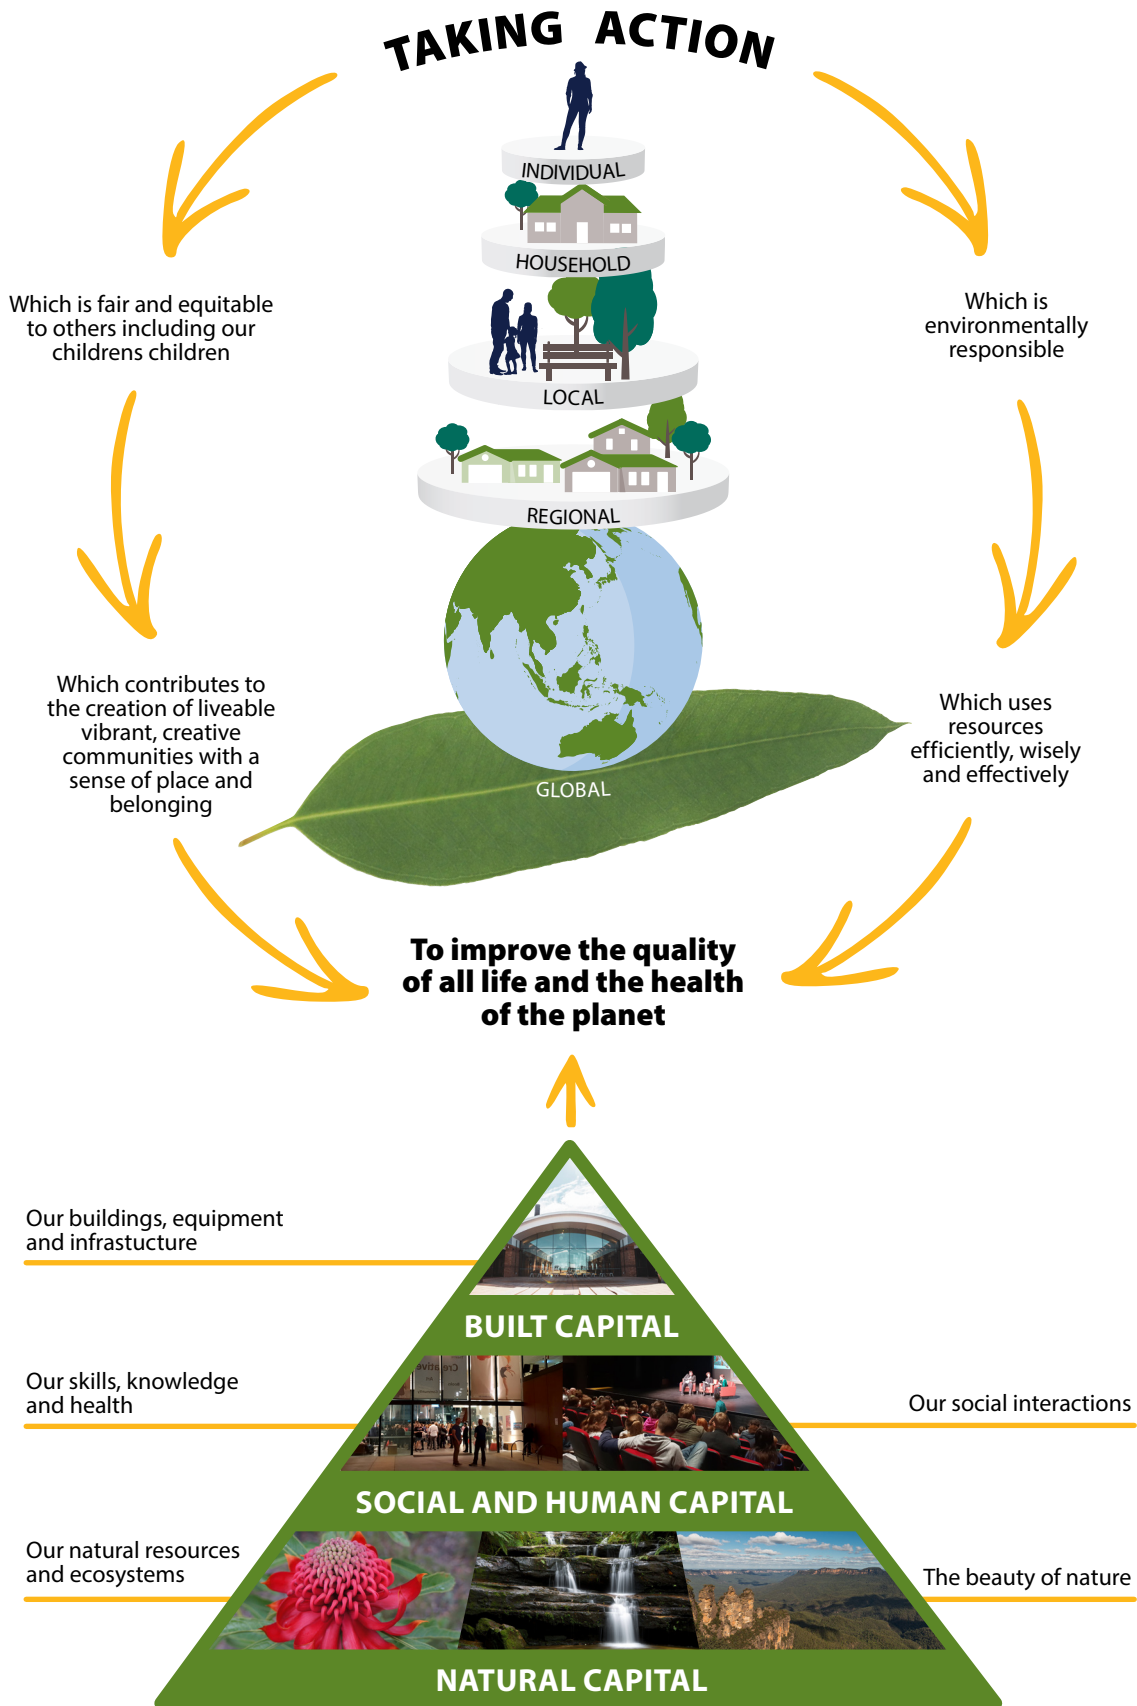 TAKING ACTION
INDIVIDUAL
HOUSEHOLD
LOCAL
REGIONAL
GLOBAL
Which is fair and equitable
to others including our
childrens children
Which is
environmentally
responsible
Which contributes to
the creation of liveable
vibrant, creative
communities with a
sense of place and
belonging
Which uses
resources
efficiently, wisely
and effectively
To improve the quality
of all life and the health
of the planet
Our buildings, equipment
and infrastucture
BUILT CAPITAL
Our skills, knowledge
and health
Our social interactions
SOCIAL AND HUMAN CAPITAL
Our natural resources
and ecosystems
The beauty of nature
NATURAL CAPITAL